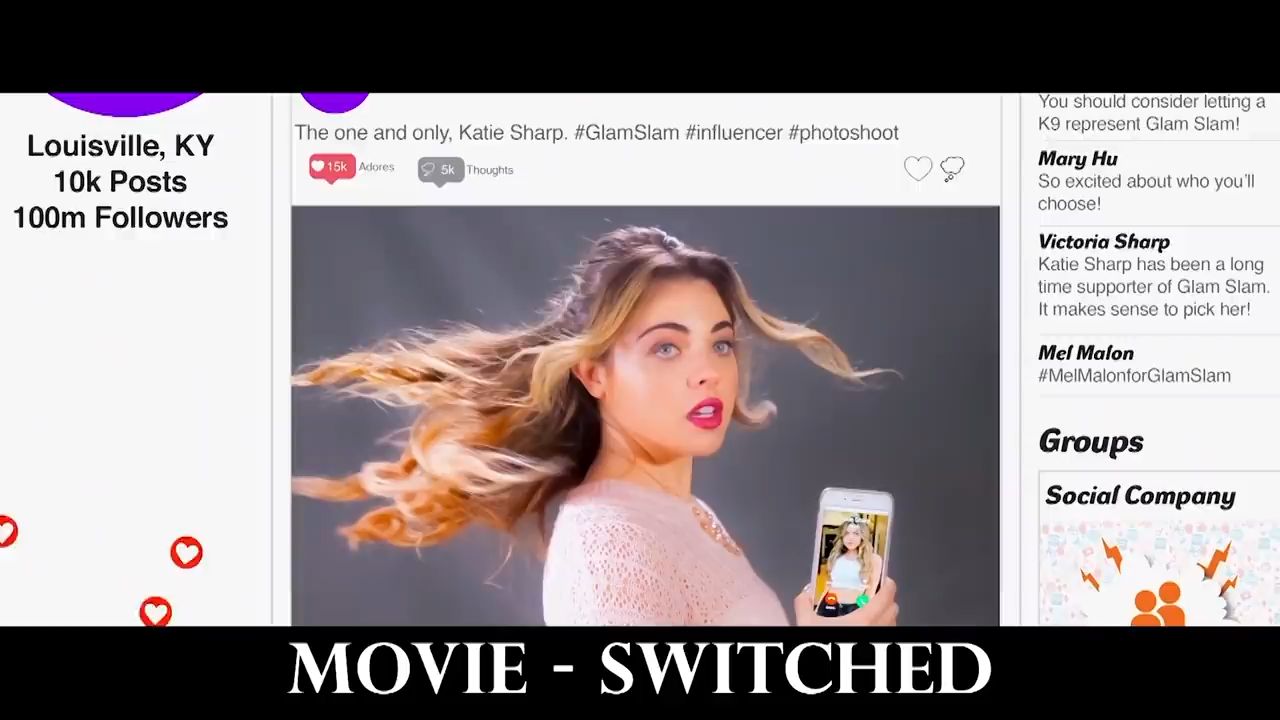 Louisville, KY
10k Posts
100m Followers
The one and only, Katie Sharp. #GlamSlam #influencer #photoshoot
15k Adores
5k Thoughts
You should consider letting a
K9 represent Glam Slam!
Mary Hu
So excited about who you'll
choose!
Victoria Sharp
Katie Sharp has been a long
time supporter of Glam Slam.
It makes sense to pick her!
Mel Malon
#MelMalonforGlamSlam
Groups
Social Company
MOVIE - SWITCHED